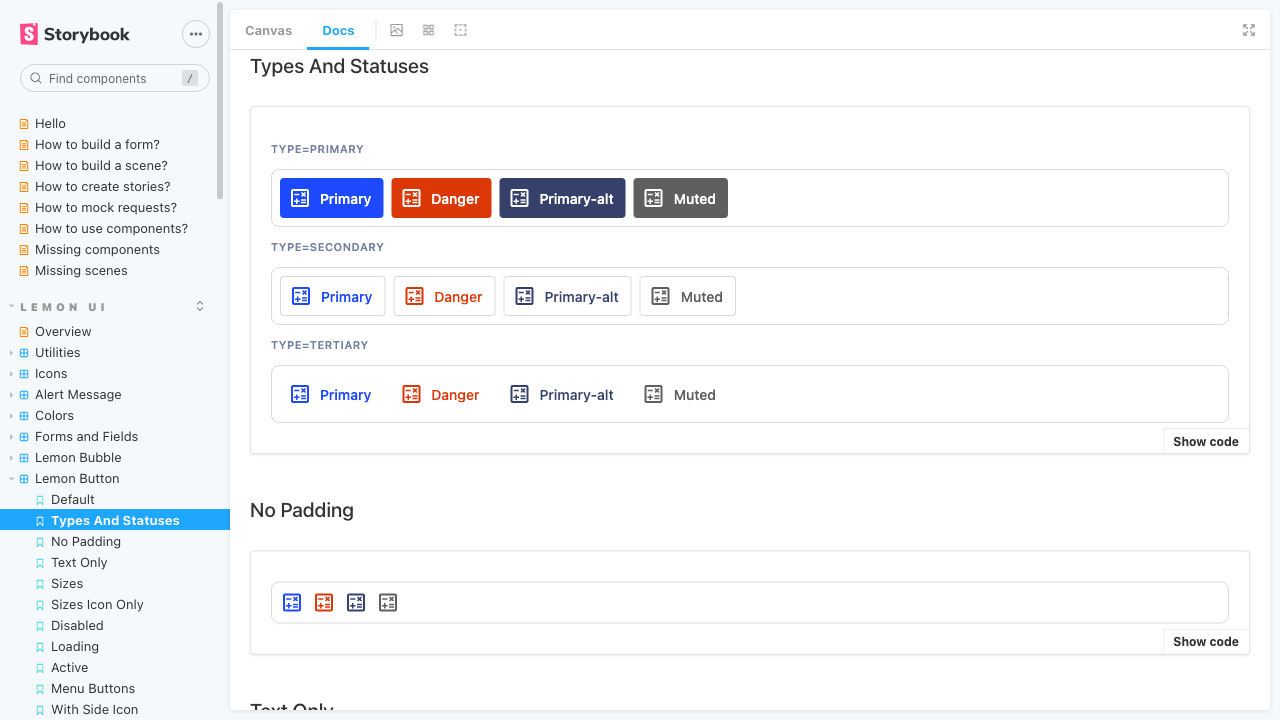 Storybook
Find components /
Hello
How to build a form?
How to build a scene?
How to create stories?
How to mock requests?
How to use components?
Missing components
Missing scenes
LEMON UI
Overview
Utilities
Icons
Alert Message
Colors
Forms and Fields
Lemon Bubble
Lemon Button
Default
Types And Statuses
No Padding
Text Only
Sizes
Sizes Icon Only
Disabled
Loading
Active
Menu Buttons
With Side Icon
Canvas Docs
Types And Statuses
TYPE=PRIMARY
Primary Danger Primary-alt Muted
TYPE=SECONDARY
Primary Danger Primary-alt Muted
TYPE=TERTIARY
Primary Danger Primary-alt Muted
Show code
No Padding
Show code
Text Only